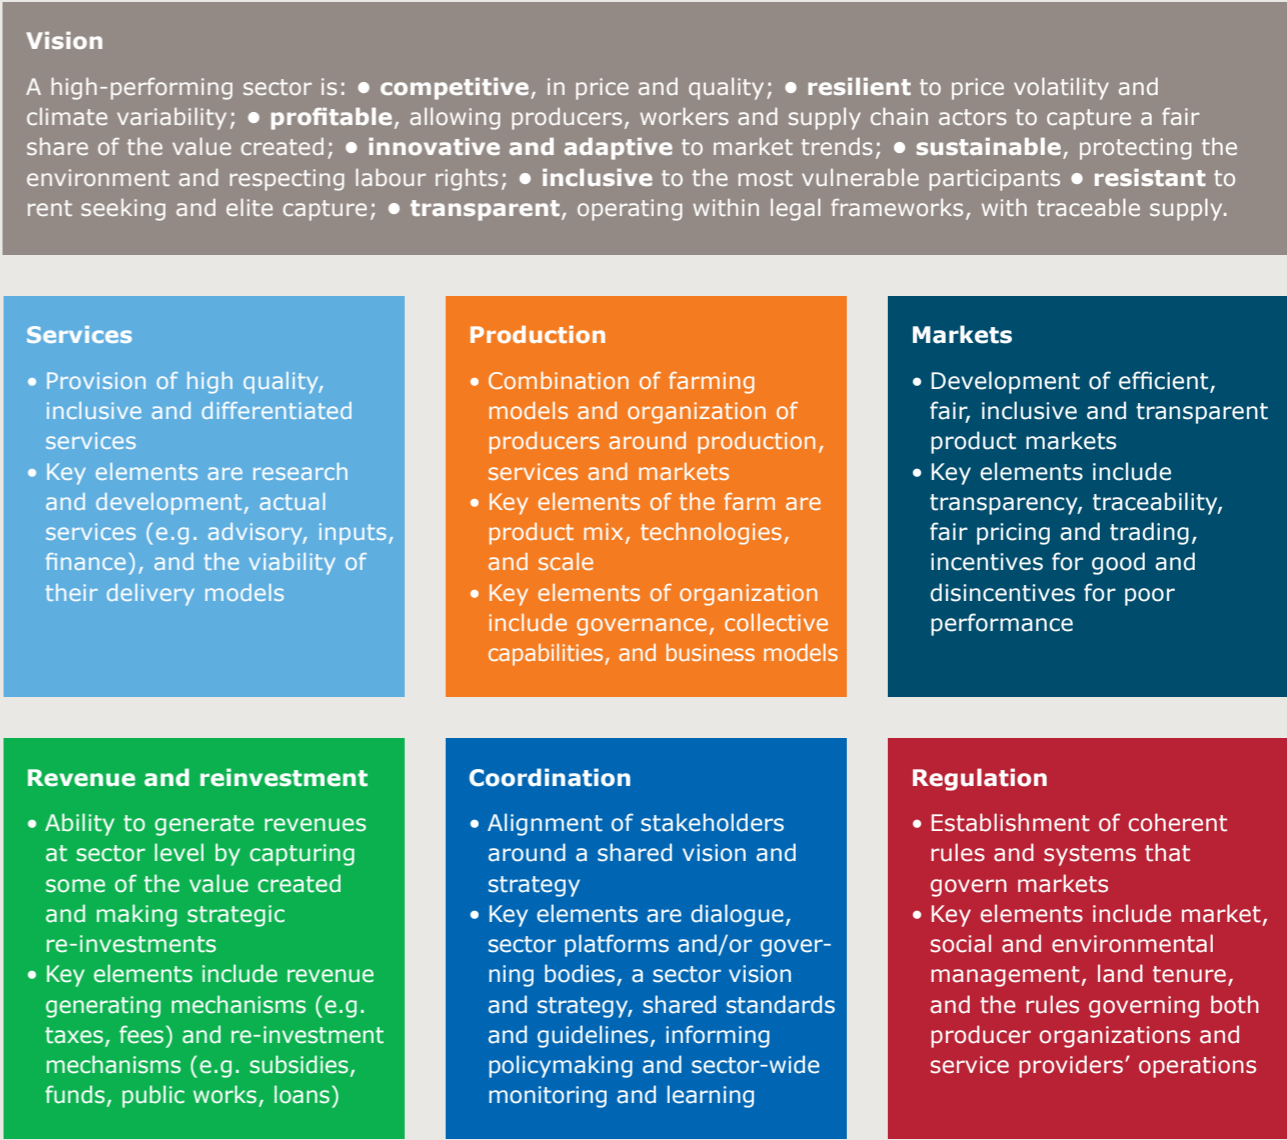 Vision
A high-performing sector is: ● competitive, in price and quality; ● resilient to price volatility and
climate variability; ● profitable, allowing producers, workers and supply chain actors to capture a fair
share of the value created; ● innovative and adaptive to market trends; ● sustainable, protecting the
environment and respecting labour rights; ● inclusive to the most vulnerable participants ● resistant to
rent seeking and elite capture; ● transparent, operating within legal frameworks, with traceable supply.
Services
• Provision of high quality,
inclusive and differentiated
services
• Key elements are research
and development, actual
services (e.g. advisory, inputs,
finance), and the viability of
their delivery models
Production
• Combination of farming
models and organization of
producers around production,
services and markets
• Key elements of the farm are
product mix, technologies,
and scale
• Key elements of organization
include governance, collective
capabilities, and business models
Markets
• Development of efficient,
fair, inclusive and transparent
product markets
• Key elements include
transparency, traceability,
fair pricing and trading,
incentives for good and
disincentives for poor
performance
Revenue and reinvestment
• Ability to generate revenues
at sector level by capturing
some of the value created
and making strategic
re-investments
• Key elements include revenue
generating mechanisms (e.g.
taxes, fees) and re-investment
mechanisms (e.g. subsidies,
funds, public works, loans)
Coordination
• Alignment of stakeholders
around a shared vision and
strategy
• Key elements are dialogue,
sector platforms and/or gover-
ning bodies, a sector vision
and strategy, shared standards
and guidelines, informing
policymaking and sector-wide
monitoring and learning
Regulation
• Establishment of coherent
rules and systems that
govern markets
• Key elements include market,
social and environmental
management, land tenure,
and the rules governing both
producer organizations and
service providers’ operations